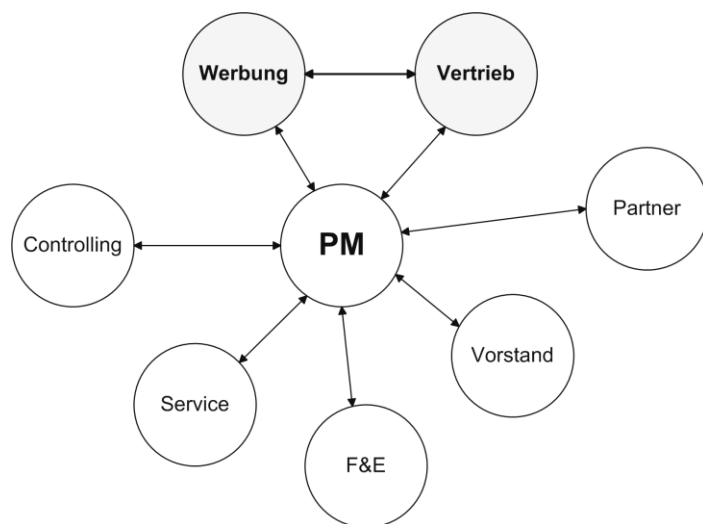 Werbung
Vertrieb
Partner
Controlling
PM
Vorstand
Service
F&E